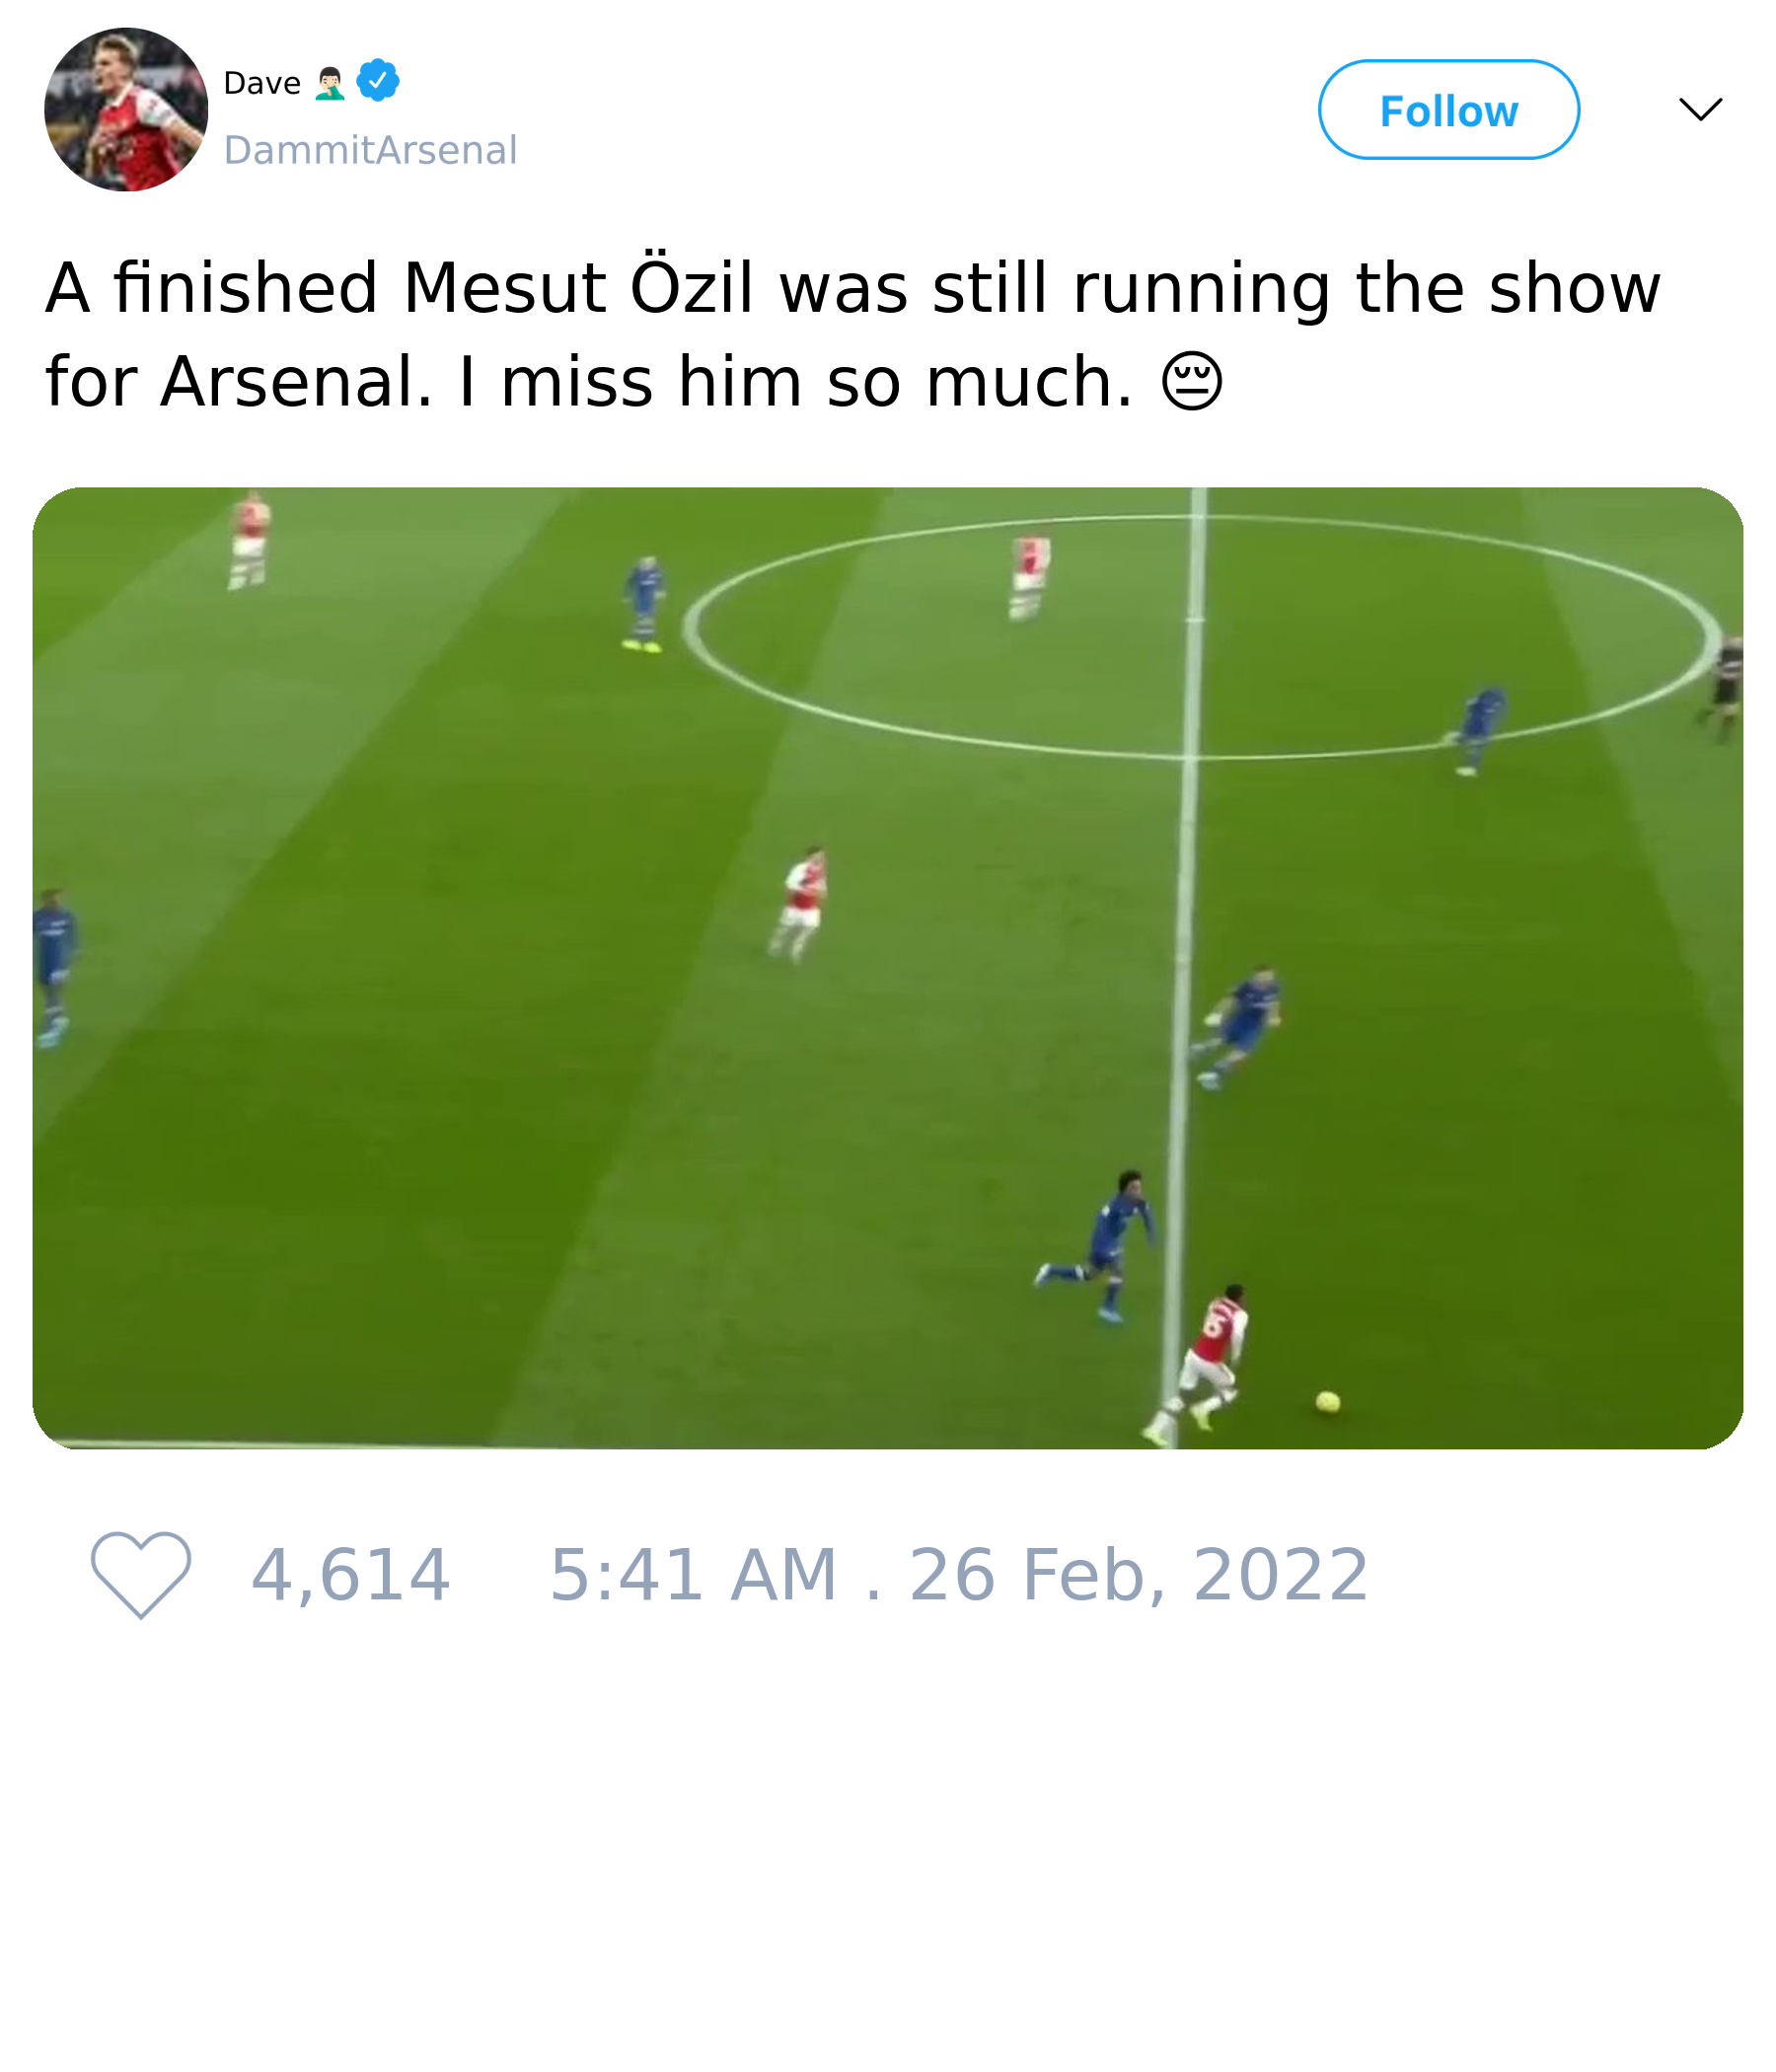 Dave 🤦🏻‍♂️
DammitArsenal
Follow
A finished Mesut Özil was still running the show
for Arsenal. I miss him so much. 😔
15
4,614 5:41 AM . 26 Feb, 2022